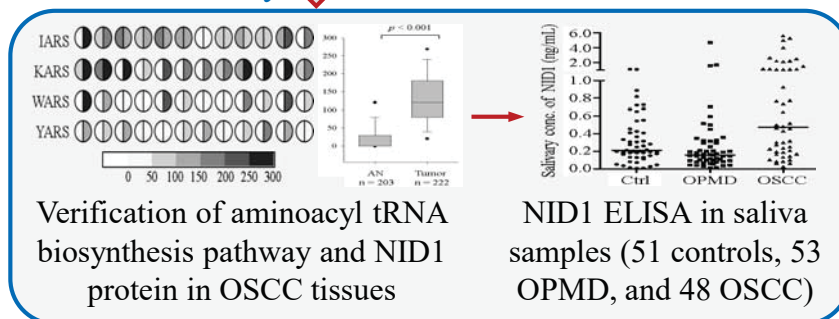 IARS
KARS
WARS
YARS
0 50 100 150 200 250 300
p < 0.001
300
250
200
150
100
50
0
AN
n = 203
Tumor
n = 222
Salivary conc. of NID1 (ng/mL)
6.0
4.0
2.0
1.0
0.8
0.6
0.4
0.2
0.0
Ctrl OPMD OSCC
Verification of aminoacyl tRNA
biosynthesis pathway and NID1
protein in OSCC tissues
NID1 ELISA in saliva
samples (51 controls, 53
OPMD, and 48 OSCC)